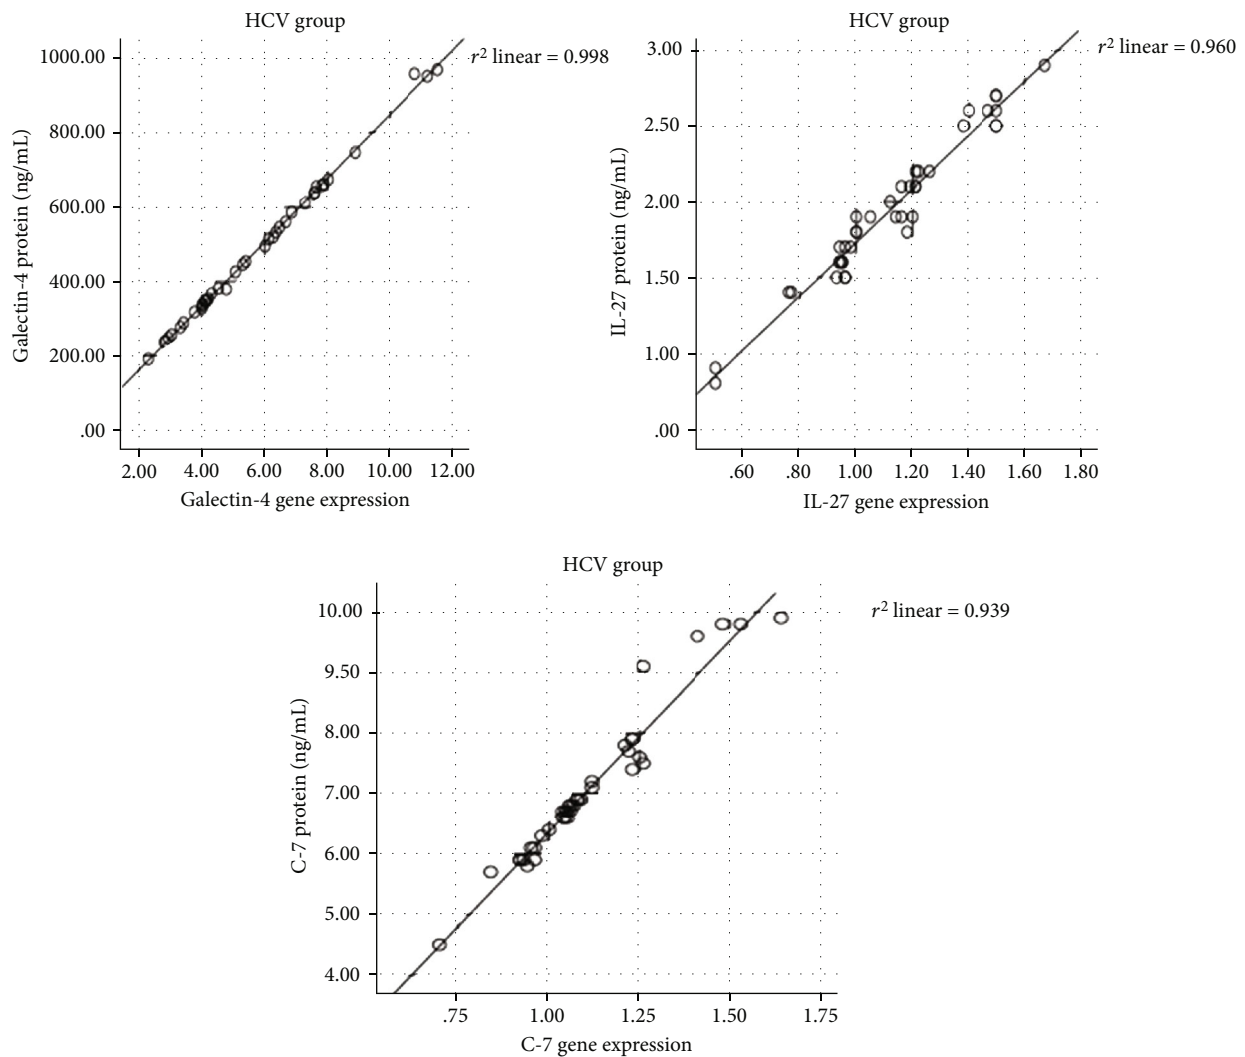 HCV group
r² linear = 0.998
1000.00
800.00
600.00
400.00
200.00
.00
Galectin-4 protein (ng/mL)
2.00 4.00 6.00 8.00 10.00 12.00
Galectin-4 gene expression
HCV group
r² linear = 0.960
3.00
2.50
2.00
1.50
1.00
.00
IL-27 protein (ng/mL)
.60 .80 1.00 1.20 1.40 1.60 1.80
IL-27 gene expression
HCV group
r² linear = 0.939
10.00
9.50
8.00
7.00
6.00
5.00
4.00
C-7 protein (ng/mL)
.75 1.00 1.25 1.50 1.75
C-7 gene expression